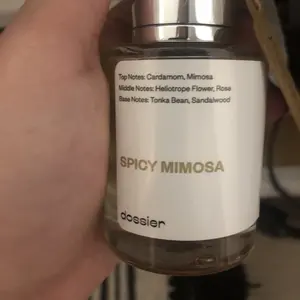 Top Notes: Cardamom, Mimosa
Middle Notes: Heliotrope Flower, Rose
Base Notes: Tonka Bean, Sandalwood
SPICY MIMOSA
dossier